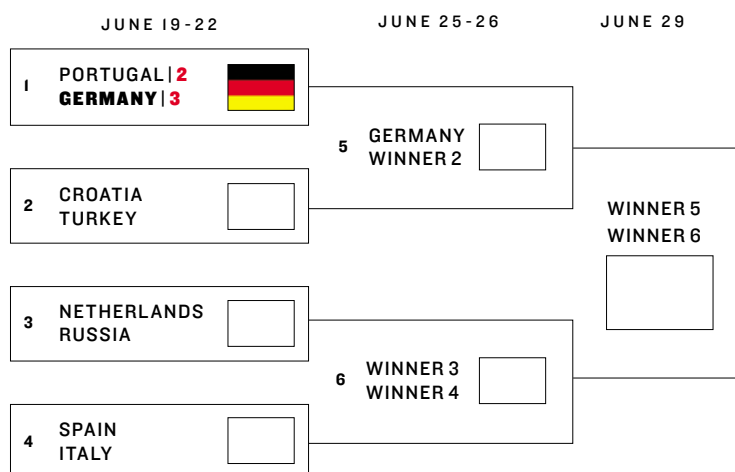 JUNE 19-22
JUNE 25-26
JUNE 29
1
PORTUGAL|2
GERMANY|3
5
GERMANY
WINNER 2
2
CROATIA
TURKEY
WINNER 5
WINNER 6
3
NETHERLANDS
RUSSIA
6
WINNER 3
WINNER 4
4
SPAIN
ITALY